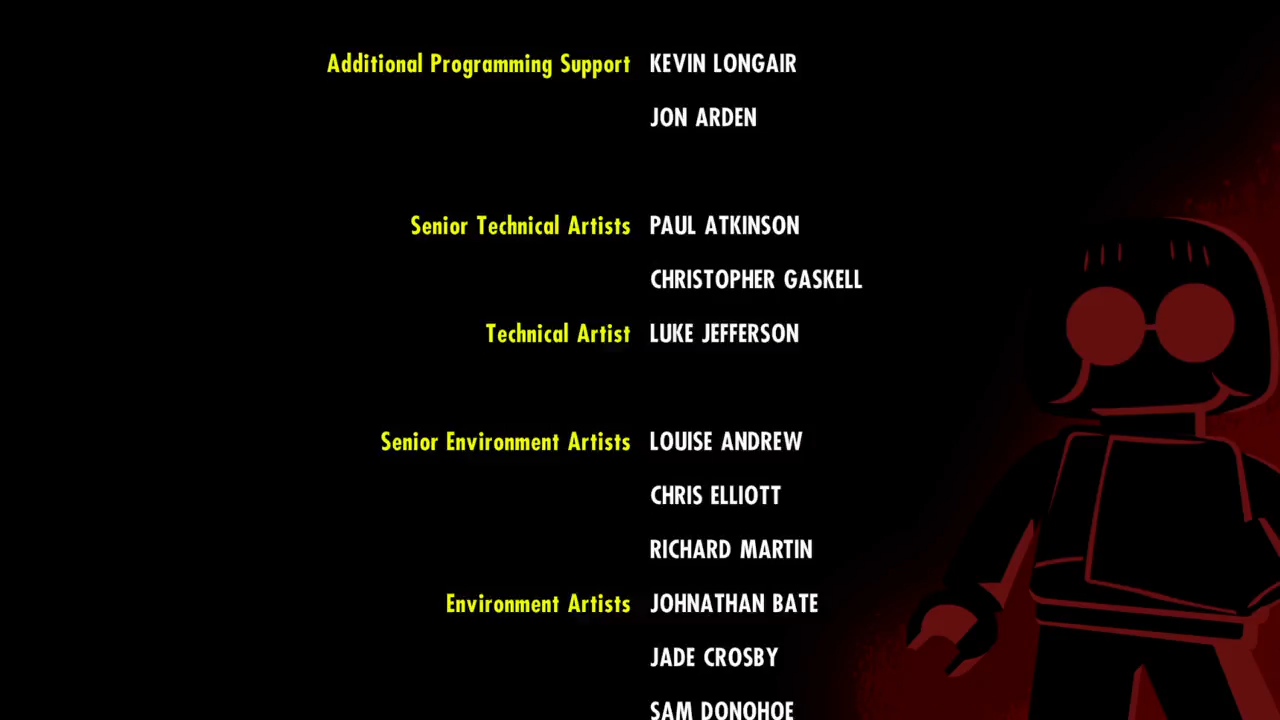 Additional Programming Support KEVIN LONGAIR
JON ARDEN
Senior Technical Artists PAUL ATKINSON
CHRISTOPHER GASKELL
Technical Artist LUKE JEFFERSON
Senior Environment Artists LOUISE ANDREW
CHRIS ELLIOTT
RICHARD MARTIN
Environment Artists JOHNATHAN BATE
JADE CROSBY
SAM DONOHOE